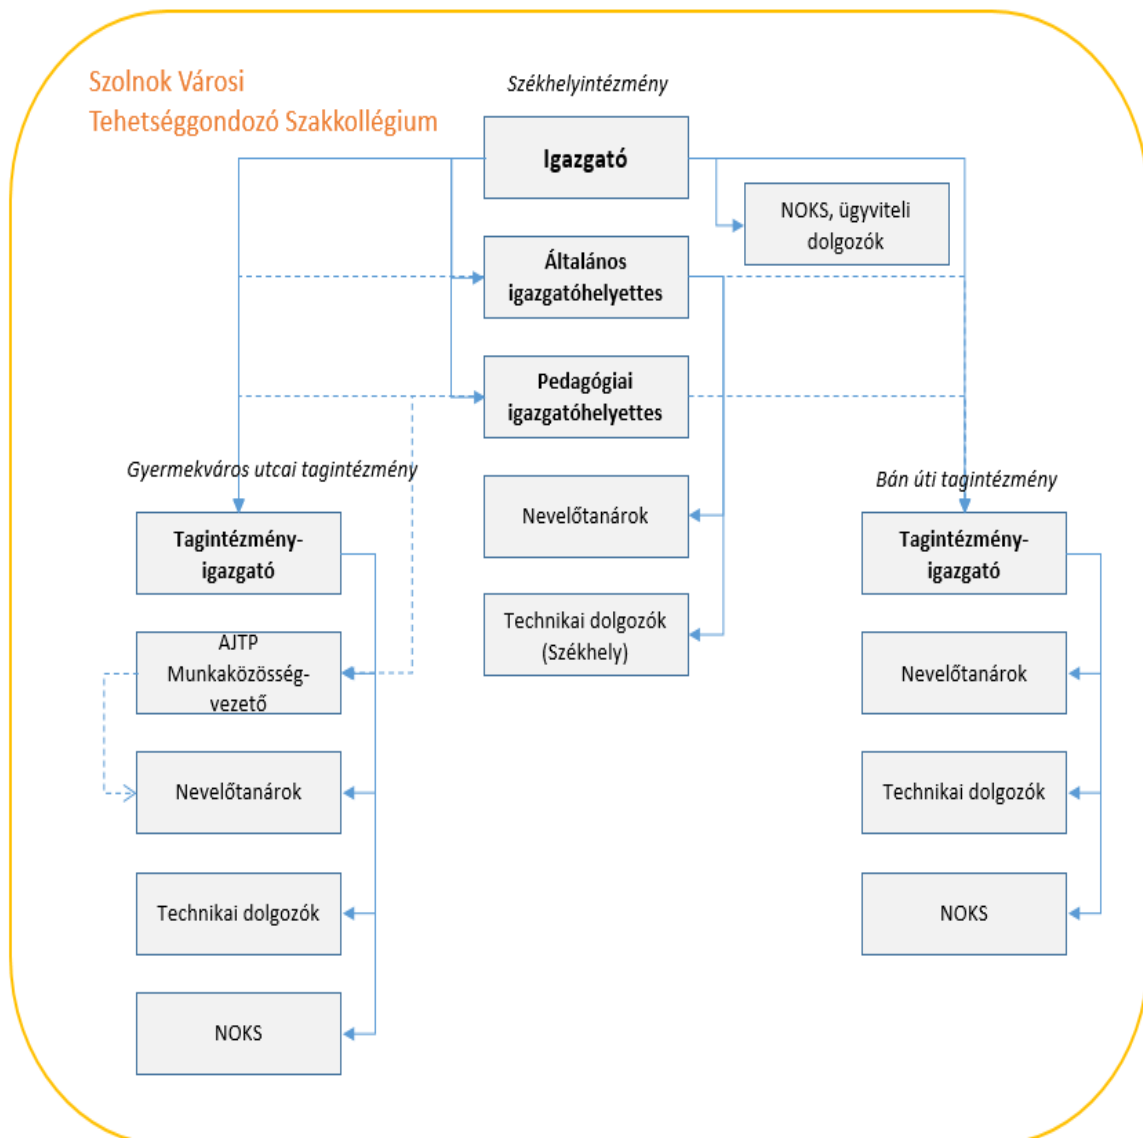 Szolnok Városi
Tehetséggondozó Szakkollégium
Székhelyintézmény
Igazgató
NOKS, ügyviteli
dolgozók
Általános
igazgatóhelyettes
Pedagógiai
igazgatóhelyettes
Gyermekváros utcai tagintézmény
Tagintézmény-
igazgató
AJTP
Munkaközösség-
vezető
Nevelőtanárok
Technikai dolgozók
NOKS
Nevelőtanárok
Technikai dolgozók
(Székhely)
Bán úti tagintézmény
Tagintézmény-
igazgató
Nevelőtanárok
Technikai dolgozók
NOKS